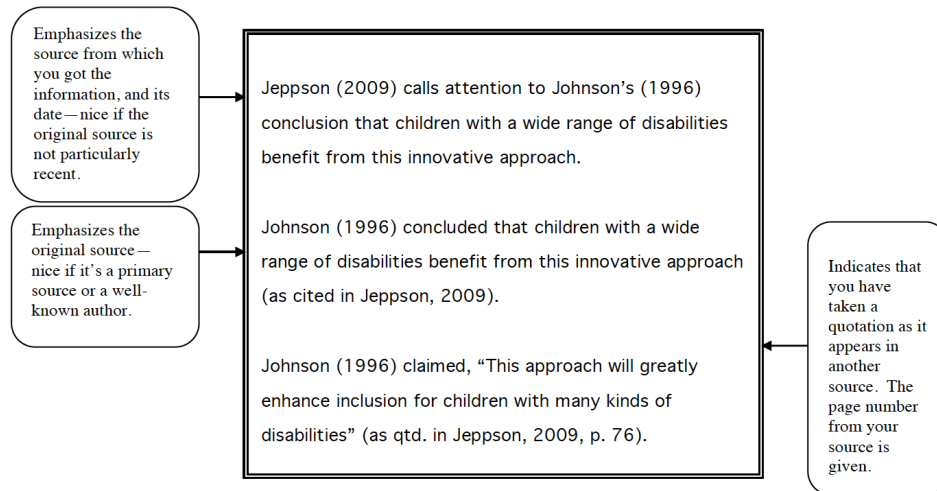 Emphasizes the
source from which
you got the
information, and its
date—nice if the
original source is
not particularly
recent.
Jeppson (2009) calls attention to Johnson’s (1996)
conclusion that children with a wide range of disabilities
benefit from this innovative approach.
Emphasizes the
original source—
nice if it’s a primary
source or a well-
known author.
Johnson (1996) concluded that children with a wide
range of disabilities benefit from this innovative approach
(as cited in Jeppson, 2009).
Johnson (1996) claimed, “This approach will greatly
enhance inclusion for children with many kinds of
disabilities” (as qtd. in Jeppson, 2009, p. 76).
Indicates that
you have
taken a
quotation as it
appears in
another
source.  The
page number
from your
source is
given.